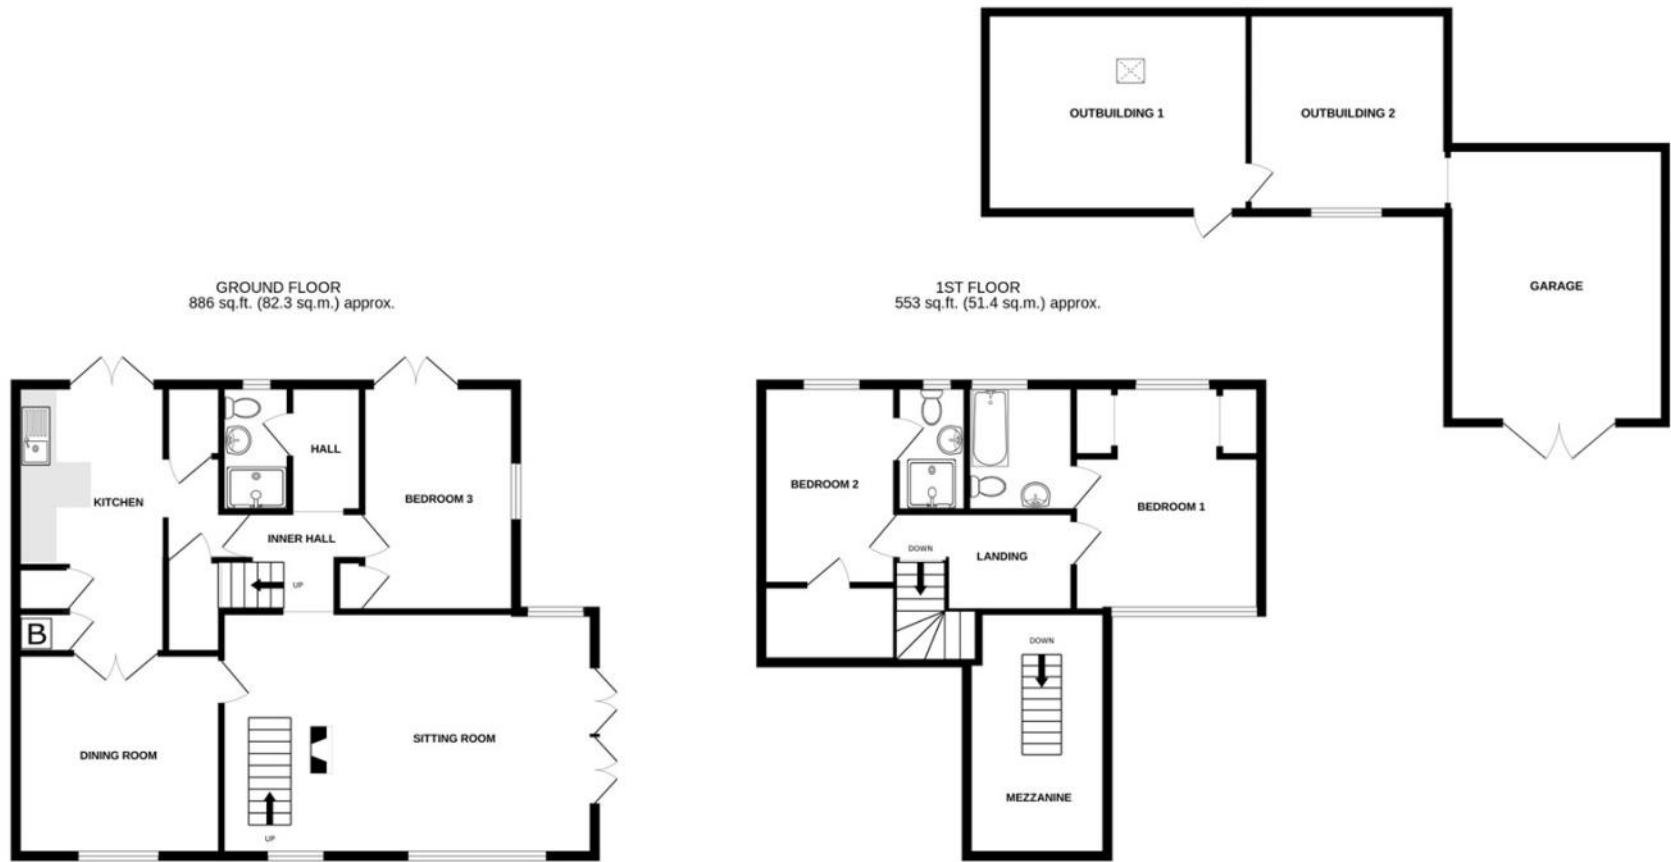 OUTBUILDING 1
OUTBUILDING 2
GARAGE
GROUND FLOOR
886 sq.ft. (82.3 sq.m.) approx.
KITCHEN
HALL
BEDROOM 3
INNER HALL
UP
B
DINING ROOM
SITTING ROOM
UP
1ST FLOOR
553 sq.ft. (51.4 sq.m.) approx.
BEDROOM 2
BEDROOM 1
DOWN
LANDING
DOWN
MEZZANINE